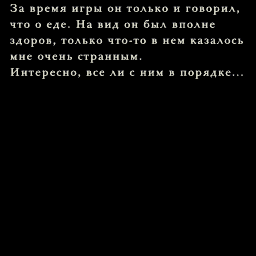 За время игры он только и говорил,
что о еде. На вид он был вполне
здоров, только что-то в нем казалось
мне очень странным.
Интересно, все ли с ним в порядке...